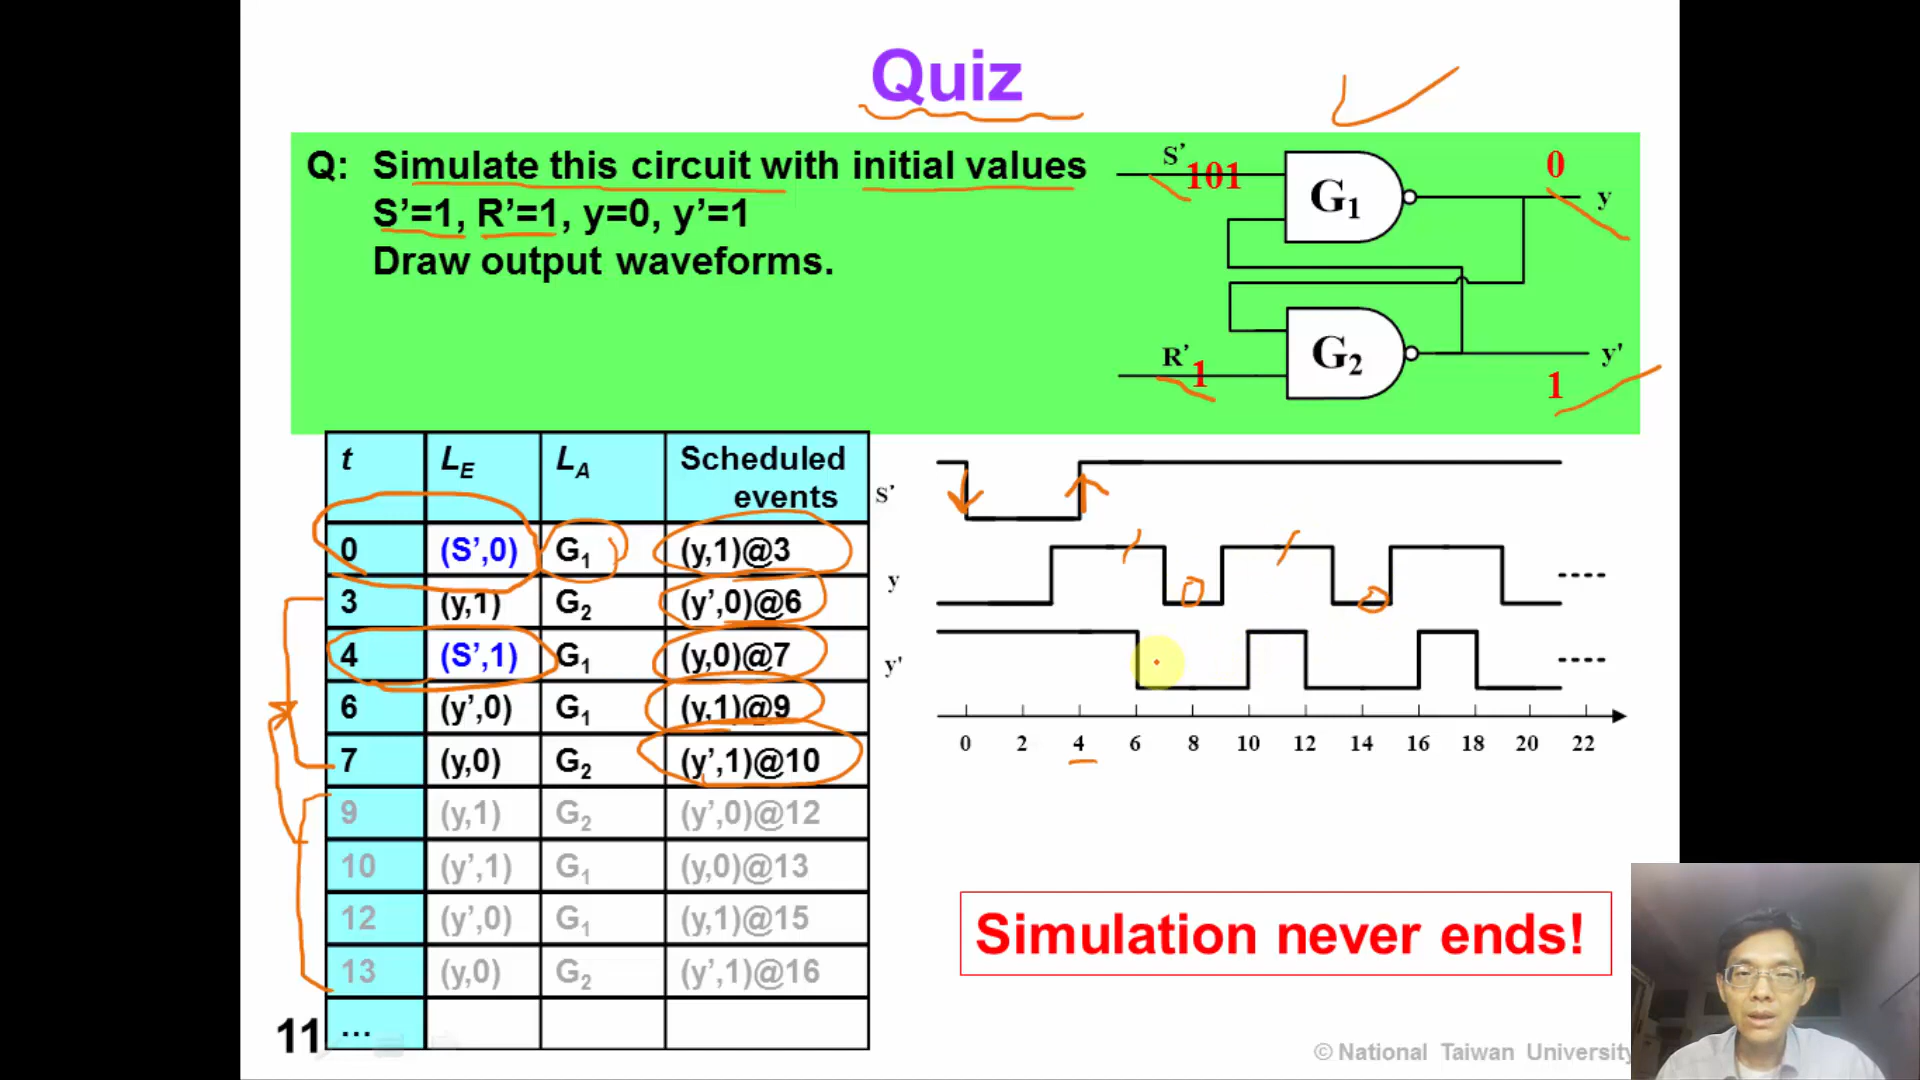 Quiz
Q: Simulate this circuit with initial values
S’=1, R’=1, y=0, y’=1
Draw output waveforms.
S’
101
G1
0
y
R’
1
G2
1
y'
t LE LA Scheduled events
0 (S’,0) G1 (y,1)@3
3 (y,1) G2 (y’,0)@6
4 (S’,1) G1 (y,0)@7
6 (y’,0) G1 (y,1)@9
7 (y,0) G2 (y’,1)@10
9 (y,1) G2 (y’,0)@12
10 (y’,1) G1 (y,0)@13
12 (y’,0) G1 (y,1)@15
13 (y,0) G2 (y’,1)@16
...
S’
y
1 0 1 0
y'
0 2 4 6 8 10 12 14 16 18 20 22
Simulation never ends!
11
© National Taiwan University